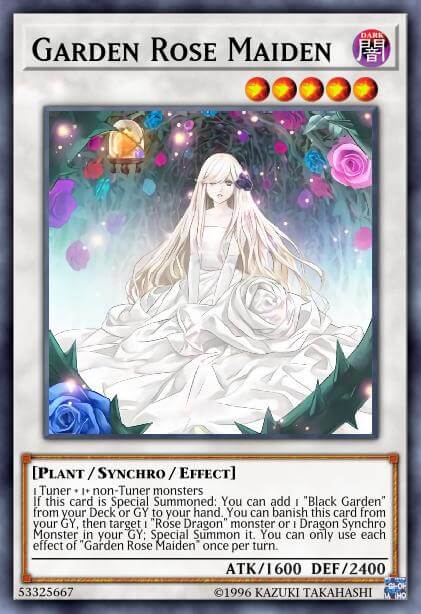 GARDEN ROSE MAIDEN
DARK
闇
[PLANT / SYNCHRO / EFFECT]
1 Tuner + 1+ non-Tuner monsters
If this card is Special Summoned: You can add 1 "Black Garden"
from your Deck or GY to your hand. You can banish this card from
your GY, then target 1 "Rose Dragon" monster or 1 Dragon Synchro
Monster in your GY; Special Summon it. You can only use each
effect of "Garden Rose Maiden" once per turn.
ATK/1600 DEF/2400
53325667
©1996 KAZUKI TAKAHASHI